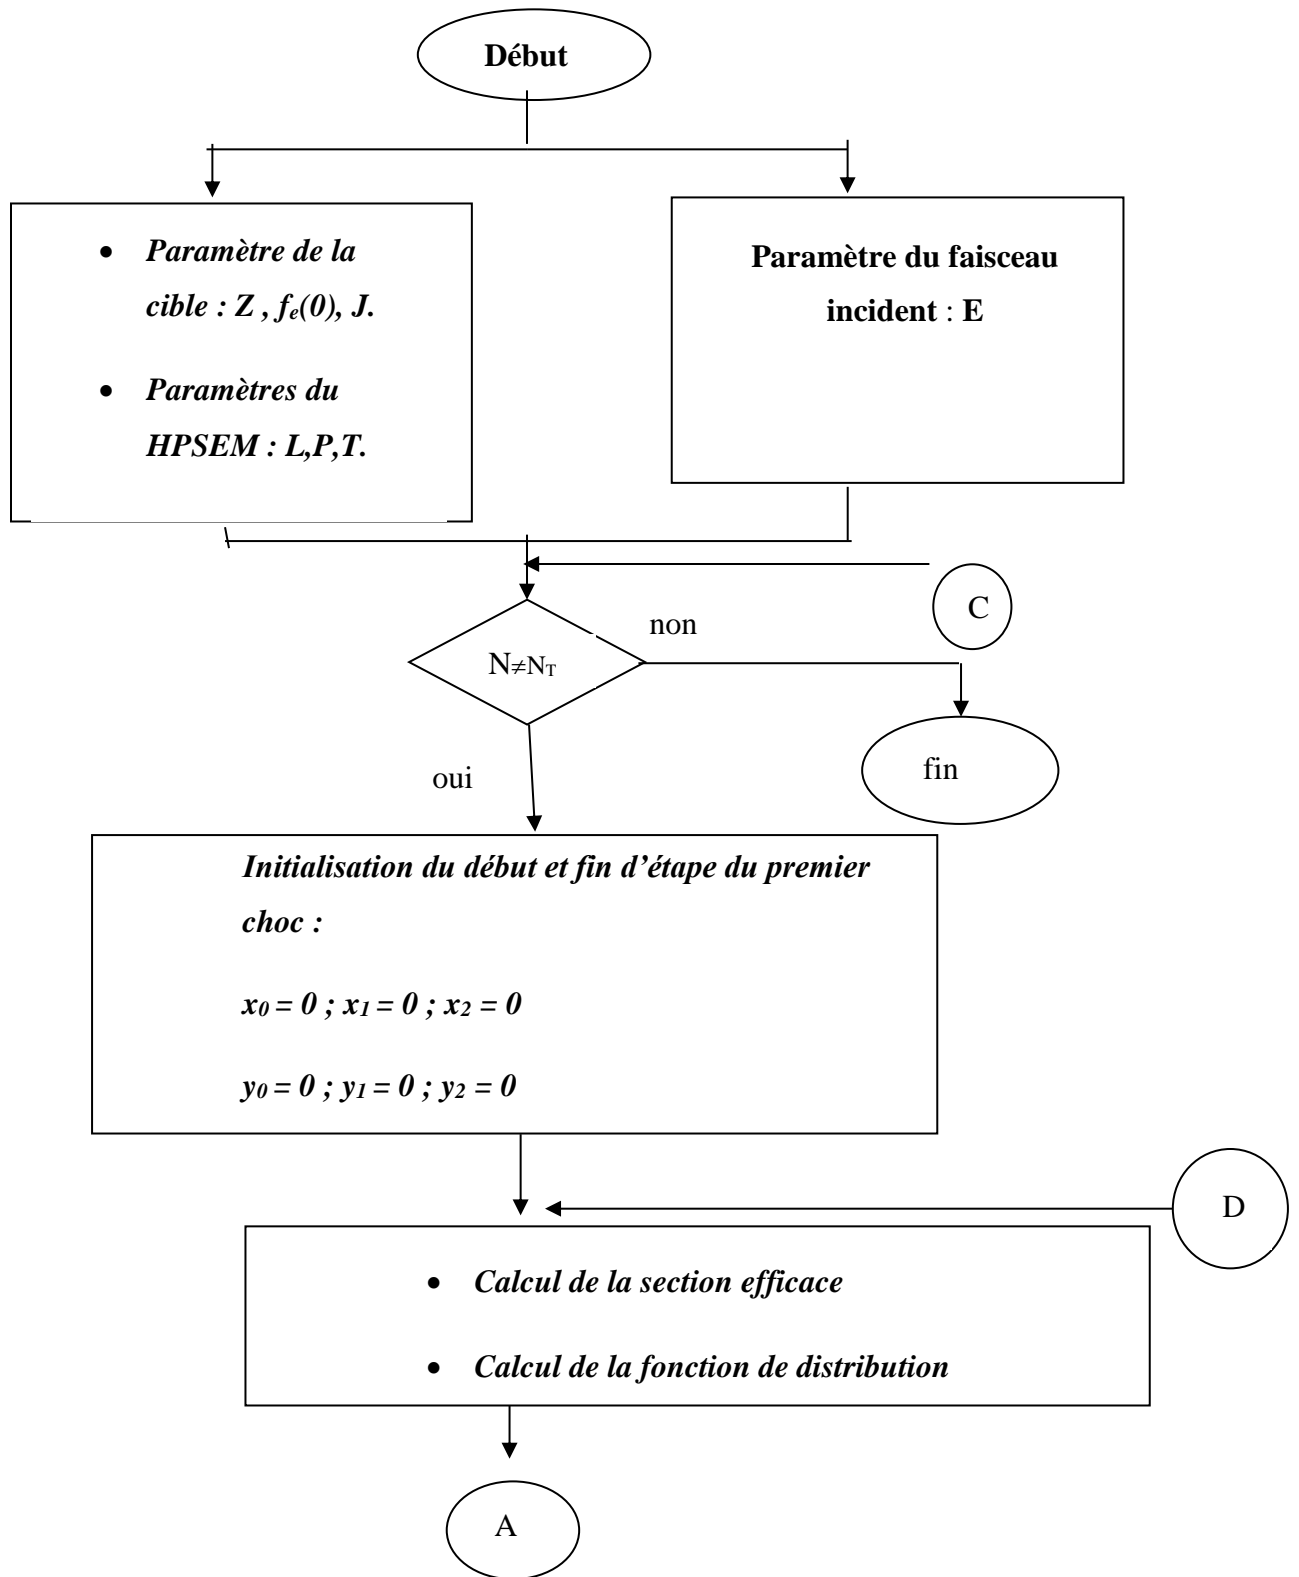 Début
• Paramètre de la
cible : Z , fe(0), J.
• Paramètres du
HPSEM : L,P,T.
Paramètre du faisceau
incident : E
C
non
N≠NT
fin
oui
Initialisation du début et fin d’étape du premier
choc :
x0 = 0 ; x1 = 0 ; x2 = 0
y0 = 0 ; y1 = 0 ; y2 = 0
D
• Calcul de la section efficace
• Calcul de la fonction de distribution
A